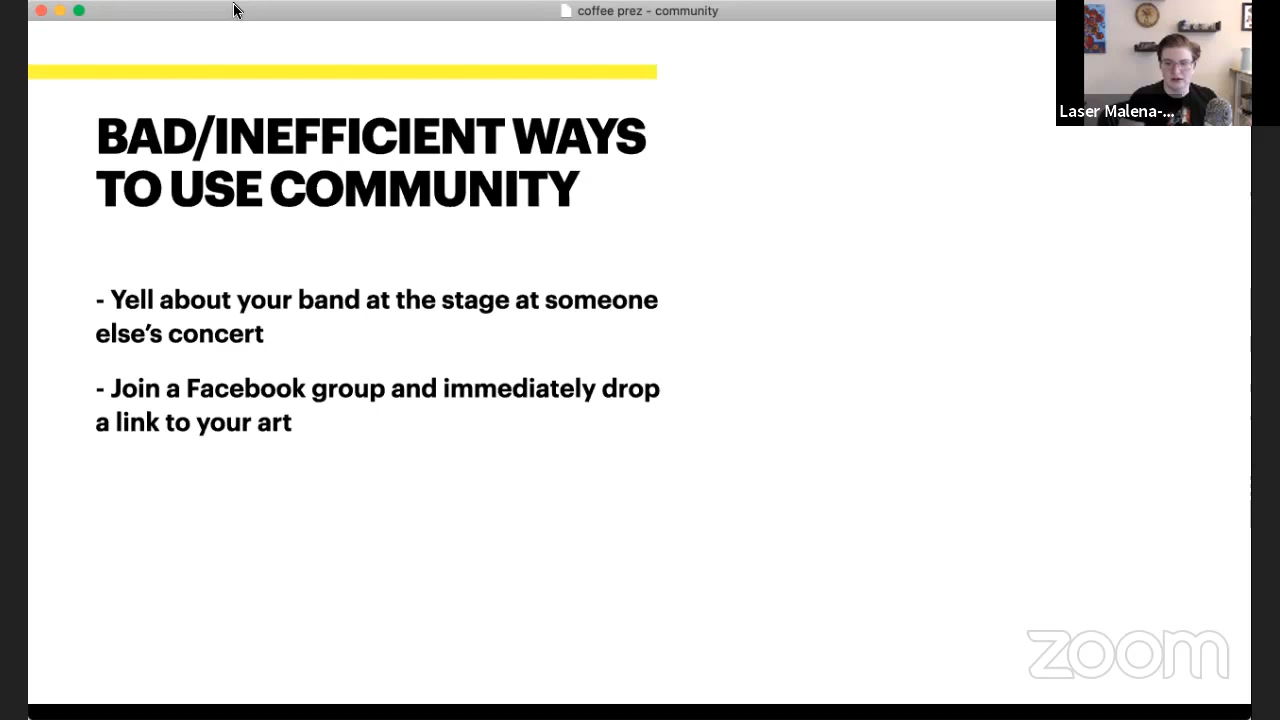 coffee prez - community
Laser Malena-...
BAD/INEFFICIENT WAYS
TO USE COMMUNITY
- Yell about your band at the stage at someone
else’s concert
- Join a Facebook group and immediately drop
a link to your art
zoom